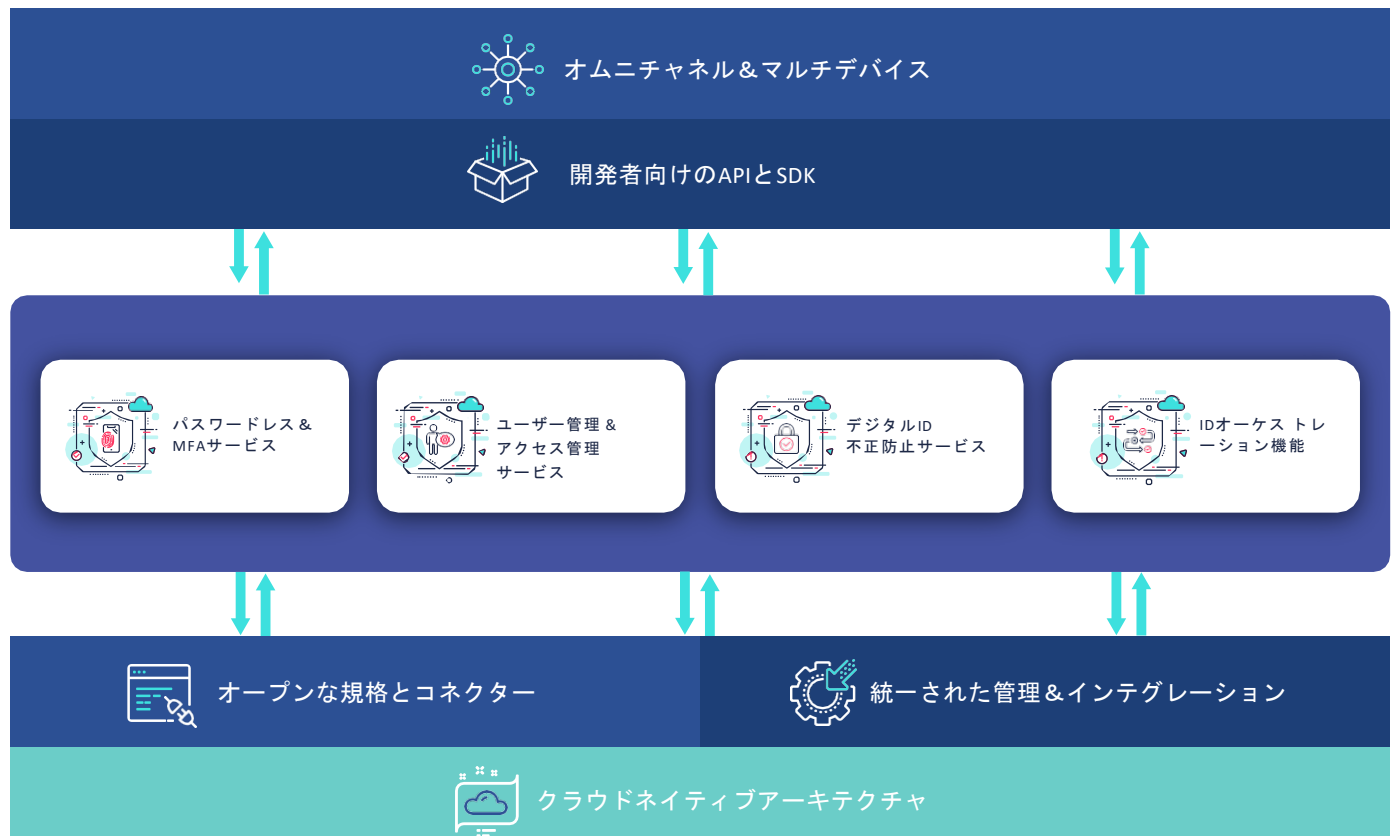 オムニチャネル＆マルチデバイス
開発者向けのAPIとSDK
パスワードレス＆
MFAサービス
ユーザー管理＆
アクセス管理
サービス
デジタルID
不正防止サービス
IDオーケス トレ
ーション機能
オープンな規格とコネクター
統一された管理＆インテグレーション
クラウドネイティブアーキテクチャ